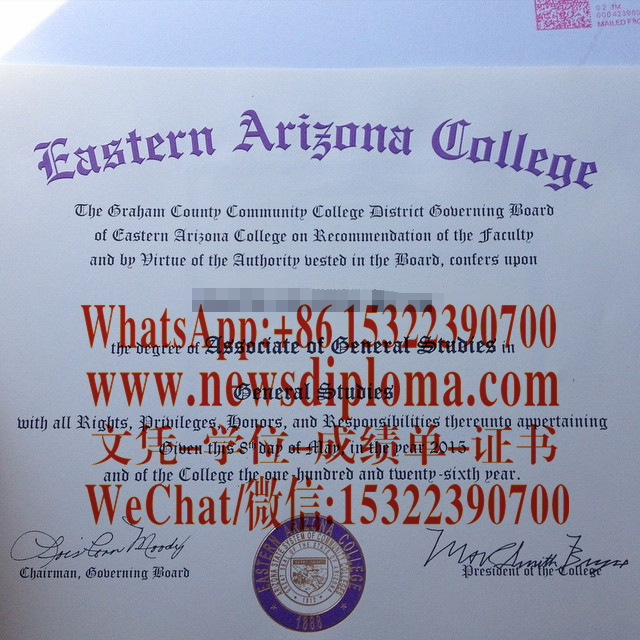 02 1M
MAILED FRO
Eastern Arizona College
The Graham County Community College District Governing Board
of Eastern Arizona College on Recommendation of the Faculty
and by Virtue of the Authority vested in the Board, confers upon
WhatsApp:+86 15322390700
the degree of Associate of General Studies in
www.newsdiploma.com
General Studies
with all Rights, Privileges, Honors, and Responsibilities thereunto appertaining
文凭–学位–成绩单–证书
Given this 8th day of May, in the year 2015
and of the College the one-hundred and twenty-sixth year.
WeChat/微信:15322390700
Chairman, Governing Board
President of the College
EASTERN ARIZONA COLLEGE
1888